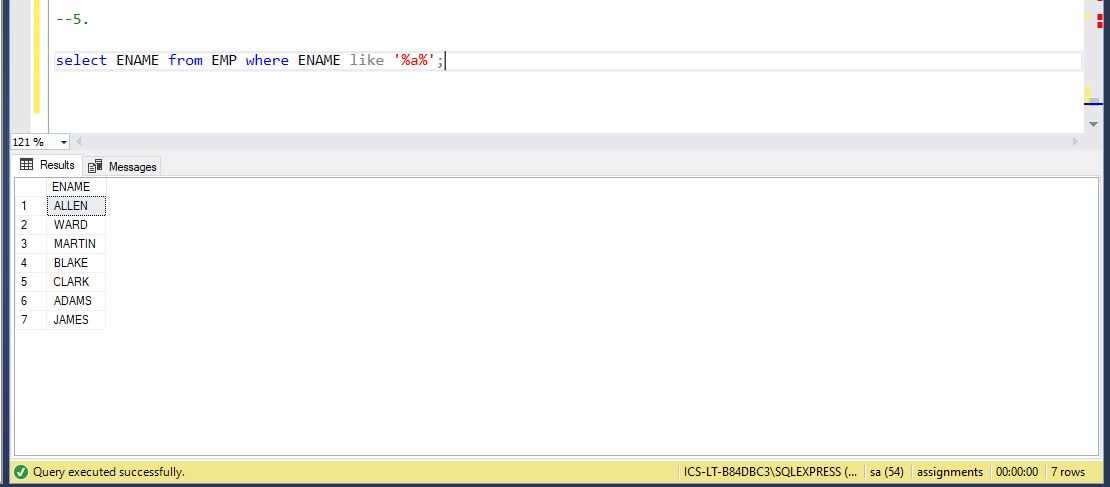 --5.
select ENAME from EMP where ENAME like '%a%';
121 %
Results Messages
ENAME
1 ALLEN
2 WARD
3 MARTIN
4 BLAKE
5 CLARK
6 ADAMS
7 JAMES
Query executed successfully. ICS-LT-B84DBC3\SQLEXPRESS (... sa (54) assignments 00:00:00 7 rows